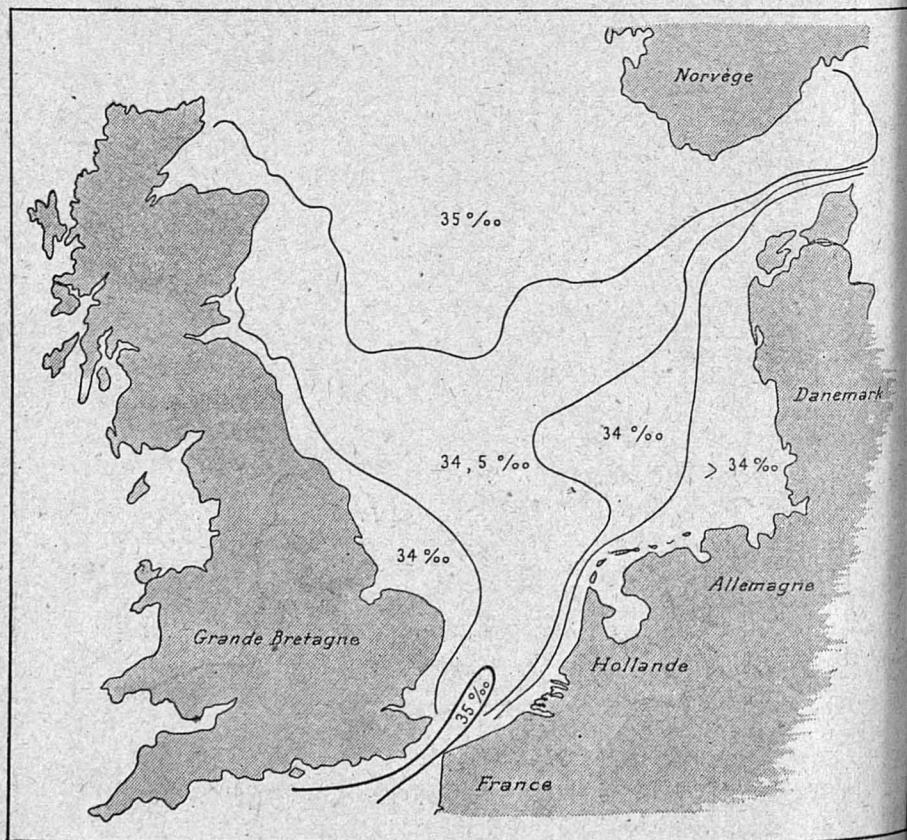 Norvège
35 ‰
Danemark
34 ‰
34,5 ‰
> 34 ‰
34 ‰
Allemagne
Grande Bretagne
Hollande
35 ‰
France